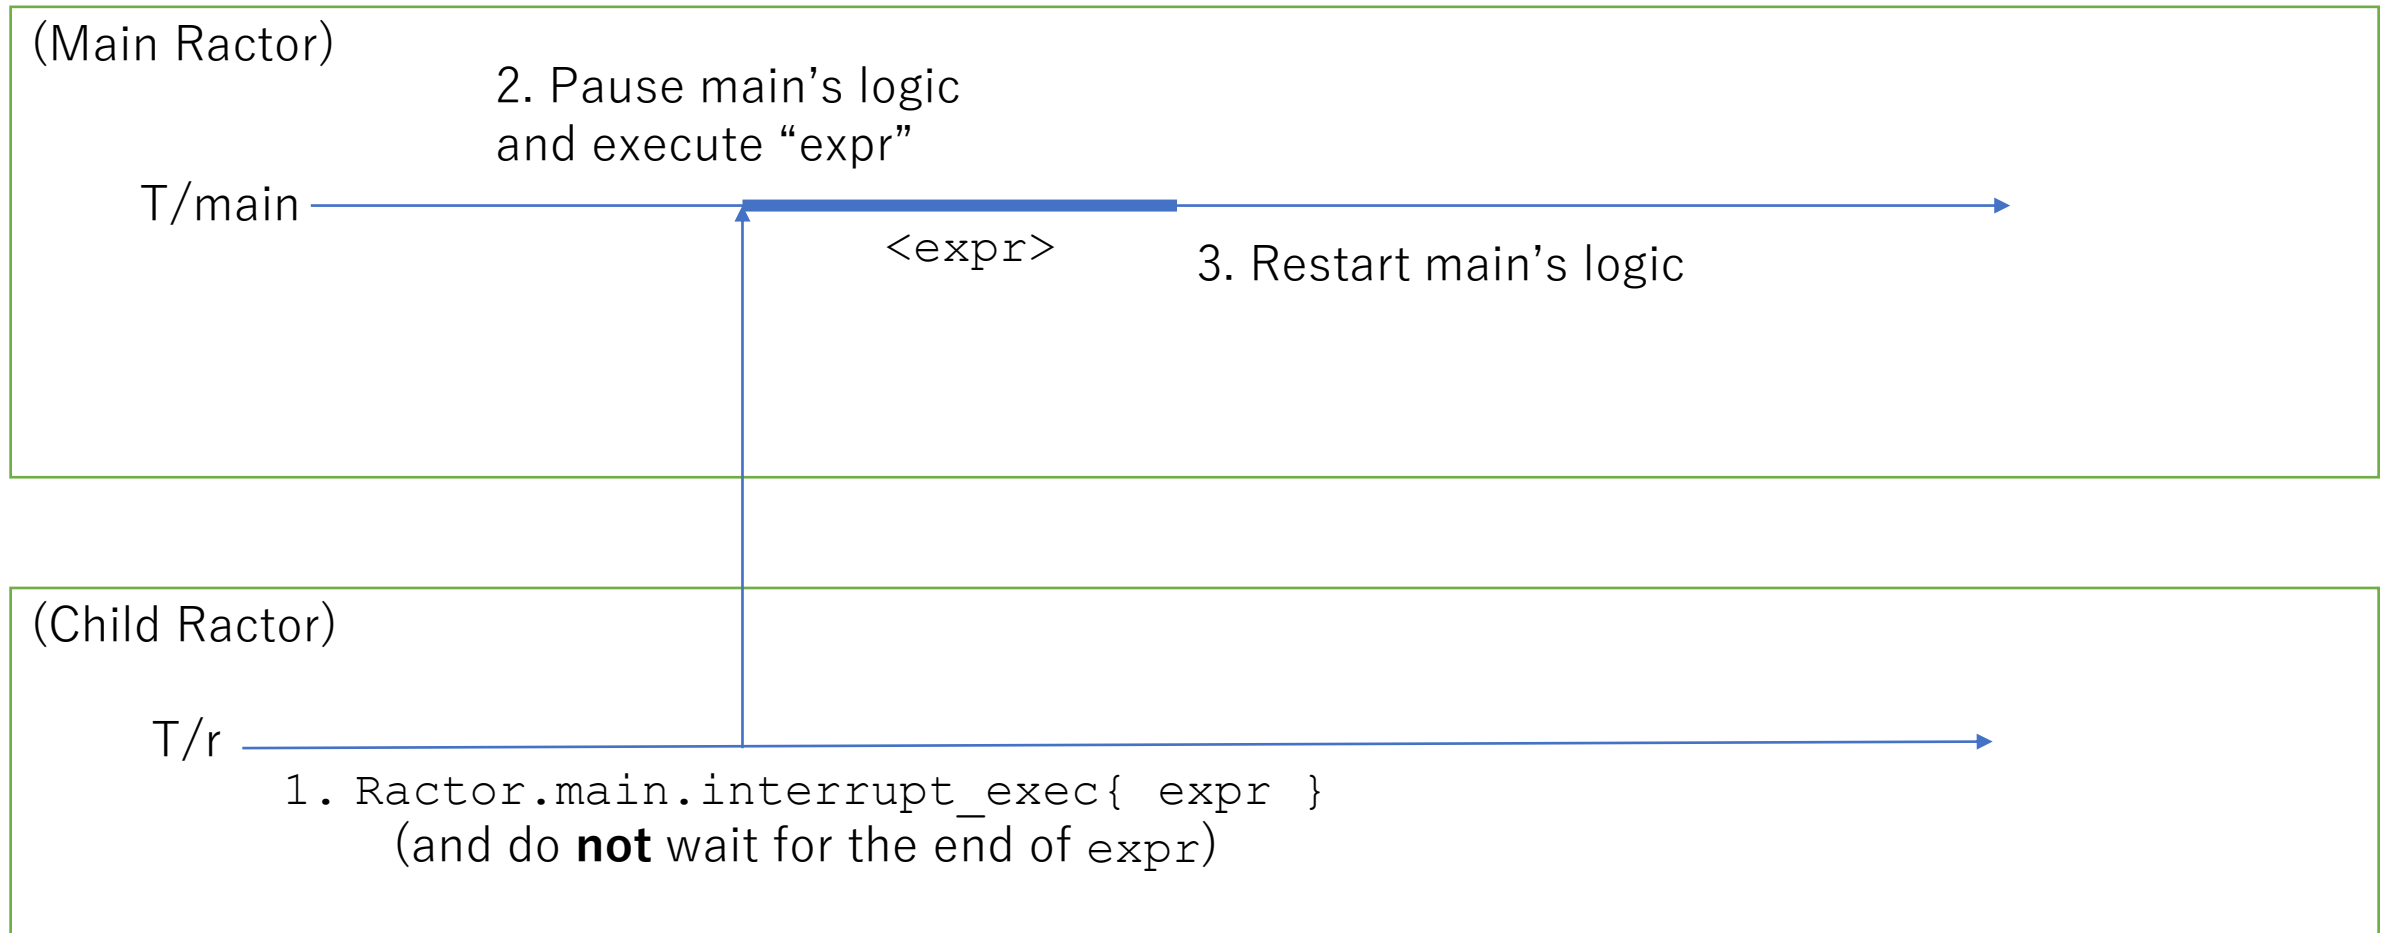 (Main Ractor)
2. Pause main’s logic
and execute “expr”
T/main
<expr>
3. Restart main’s logic
(Child Ractor)
T/r
1. Ractor.main.interrupt_exec{ expr }
(and do not wait for the end of expr)